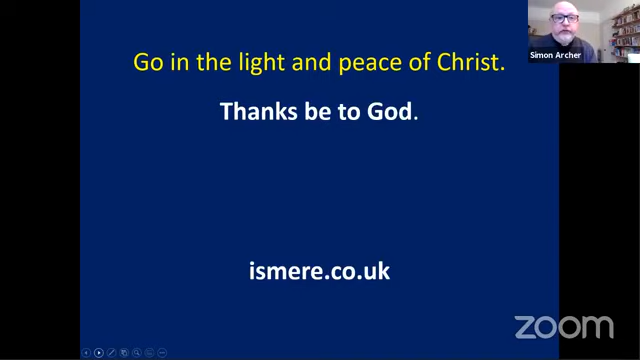 Go in the light and peace of Christ.
Thanks be to God.
ismere.co.uk
Simon Archer
zoom